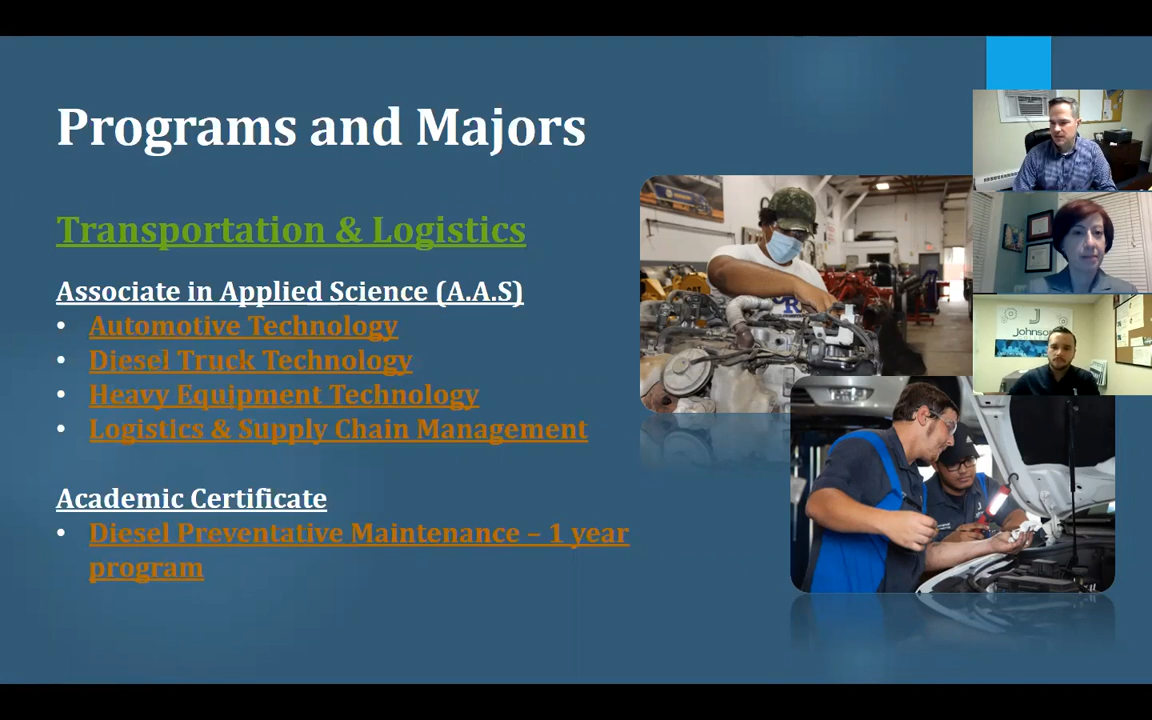 Programs and Majors
Transportation & Logistics
Associate in Applied Science (A.A.S)
• Automotive Technology
• Diesel Truck Technology
• Heavy Equipment Technology
• Logistics & Supply Chain Management
Academic Certificate
• Diesel Preventative Maintenance – 1 year
program
Johnson